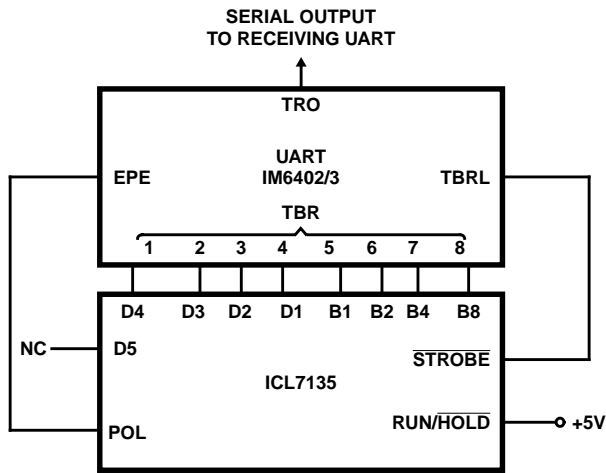 SERIAL OUTPUT
TO RECEIVING UART
TRO
UART
IM6402/3
EPE
TBRL
TBR
1 2 3 4 5 6 7 8
D4 D3 D2 D1 B1 B2 B4 B8
NC
D5
STROBE
ICL7135
RUN/HOLD
+5V
POL